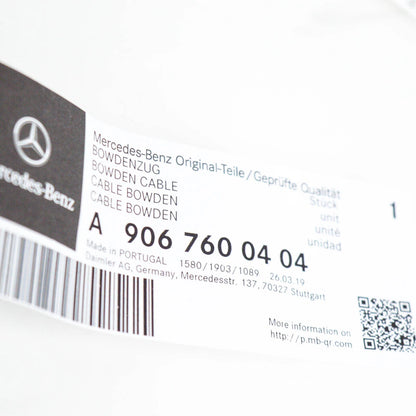 Mercedes-Benz
Mercedes-Benz Original-Teile/Geprüfte Qualität
BOWDENZUG Stück 1
BOWDEN CABLE unit
CABLE BOWDEN unité
CABLE BOWDEN unidad
A 906 760 04 04
Made in PORTUGAL 1580/1903/1089 26.03.19
Daimler AG, Germany, Mercedesstr. 137, 70327 Stuttgart
More information on
http://p.mb-qr.com